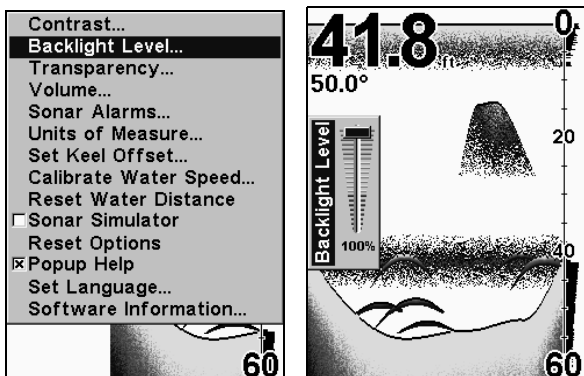 Contrast...
Backlight Level...
Transparency...
Volume...
Sonar Alarms...
Units of Measure...
Set Keel Offset...
Calibrate Water Speed...
Reset Water Distance
Sonar Simulator
Reset Options
Popup Help
Set Language...
Software Information...
60
41.8 ft
50.0°
0
20
Backlight Level
100%
40
60